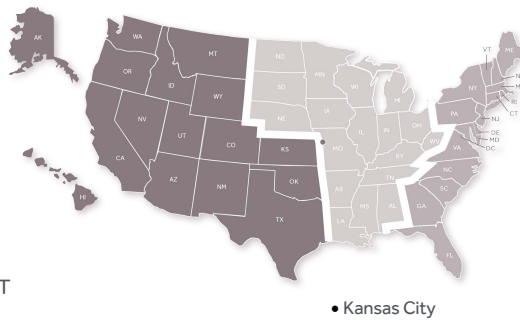 AK
WA
MT
ND
MN
VT
ME
OR
ID
SD
WI
NY
MI
WY
PA
NE
IA
NV
UT
CO
IL
IN
OH
NJ
RI
CT
DE
MD
DC
WV
VA
KS
MO
KY
CA
NC
TN
OK
AZ
NM
AR
SC
MS
AL
GA
TX
LA
FL
HI
T
• Kansas City